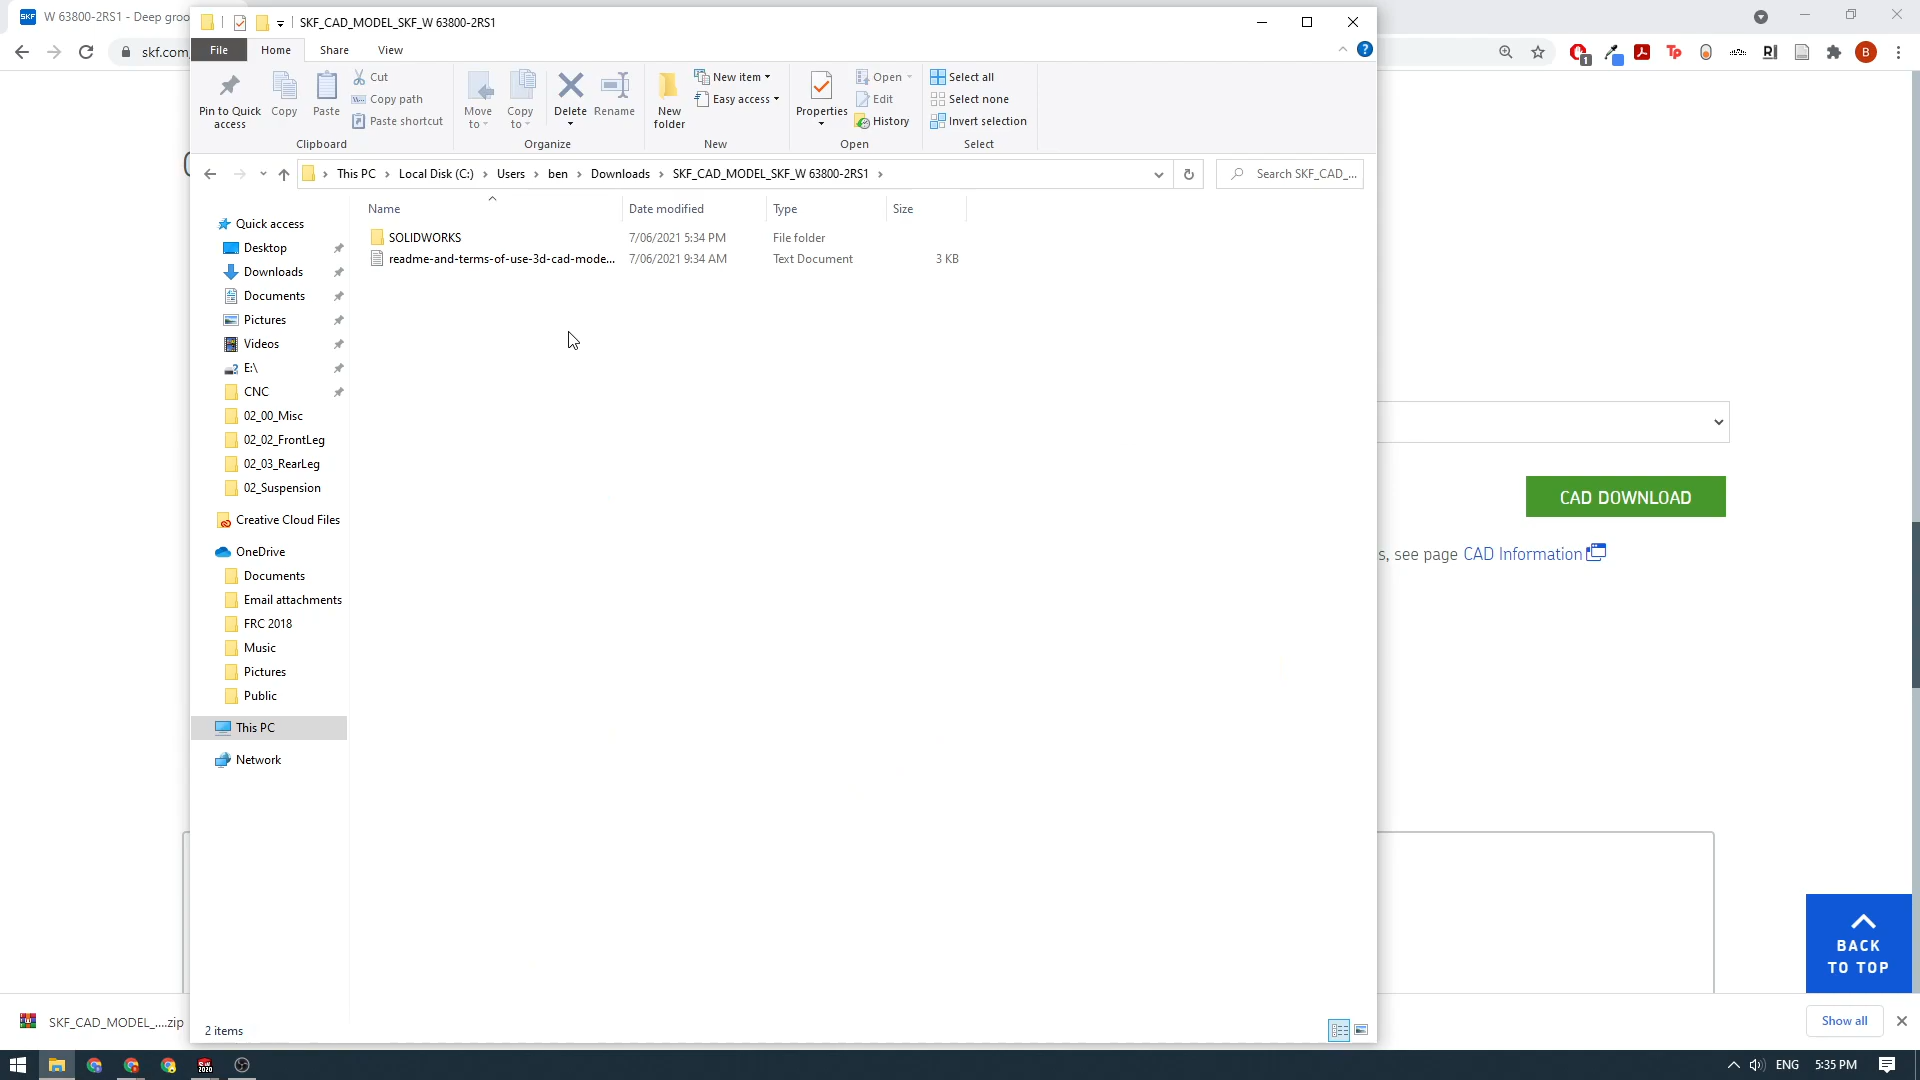 W 63800-2RS1 - Deep groo
SKF_CAD_MODEL_SKF_W 63800-2RS1
skf.com
File
Home
Share
View
Pin to Quick access
Copy
Paste
Cut
Copy path
Paste shortcut
Clipboard
Move to
Copy to
Delete
Rename
Organize
New folder
New item
Easy access
New
Properties
Open
Edit
History
Open
Select all
Select none
Invert selection
Select
This PC > Local Disk (C:) > Users > ben > Downloads > SKF_CAD_MODEL_SKF_W 63800-2RS1 >
Search SKF_CAD_...
Name
Date modified
Type
Size
SOLIDWORKS 7/06/2021 5:34 PM File folder
readme-and-terms-of-use-3d-cad-mode... 7/06/2021 9:34 AM Text Document 3 KB
Quick access
Desktop
Downloads
Documents
Pictures
Videos
E:\
CNC
02_00_Misc
02_02_FrontLeg
02_03_RearLeg
02_Suspension
Creative Cloud Files
OneDrive
Documents
Email attachments
FRC 2018
Music
Pictures
Public
This PC
Network
2 items
CAD DOWNLOAD
s, see page CAD Information
BACK
TO TOP
SKF_CAD_MODEL_....zip
Show all
ENG
5:35 PM